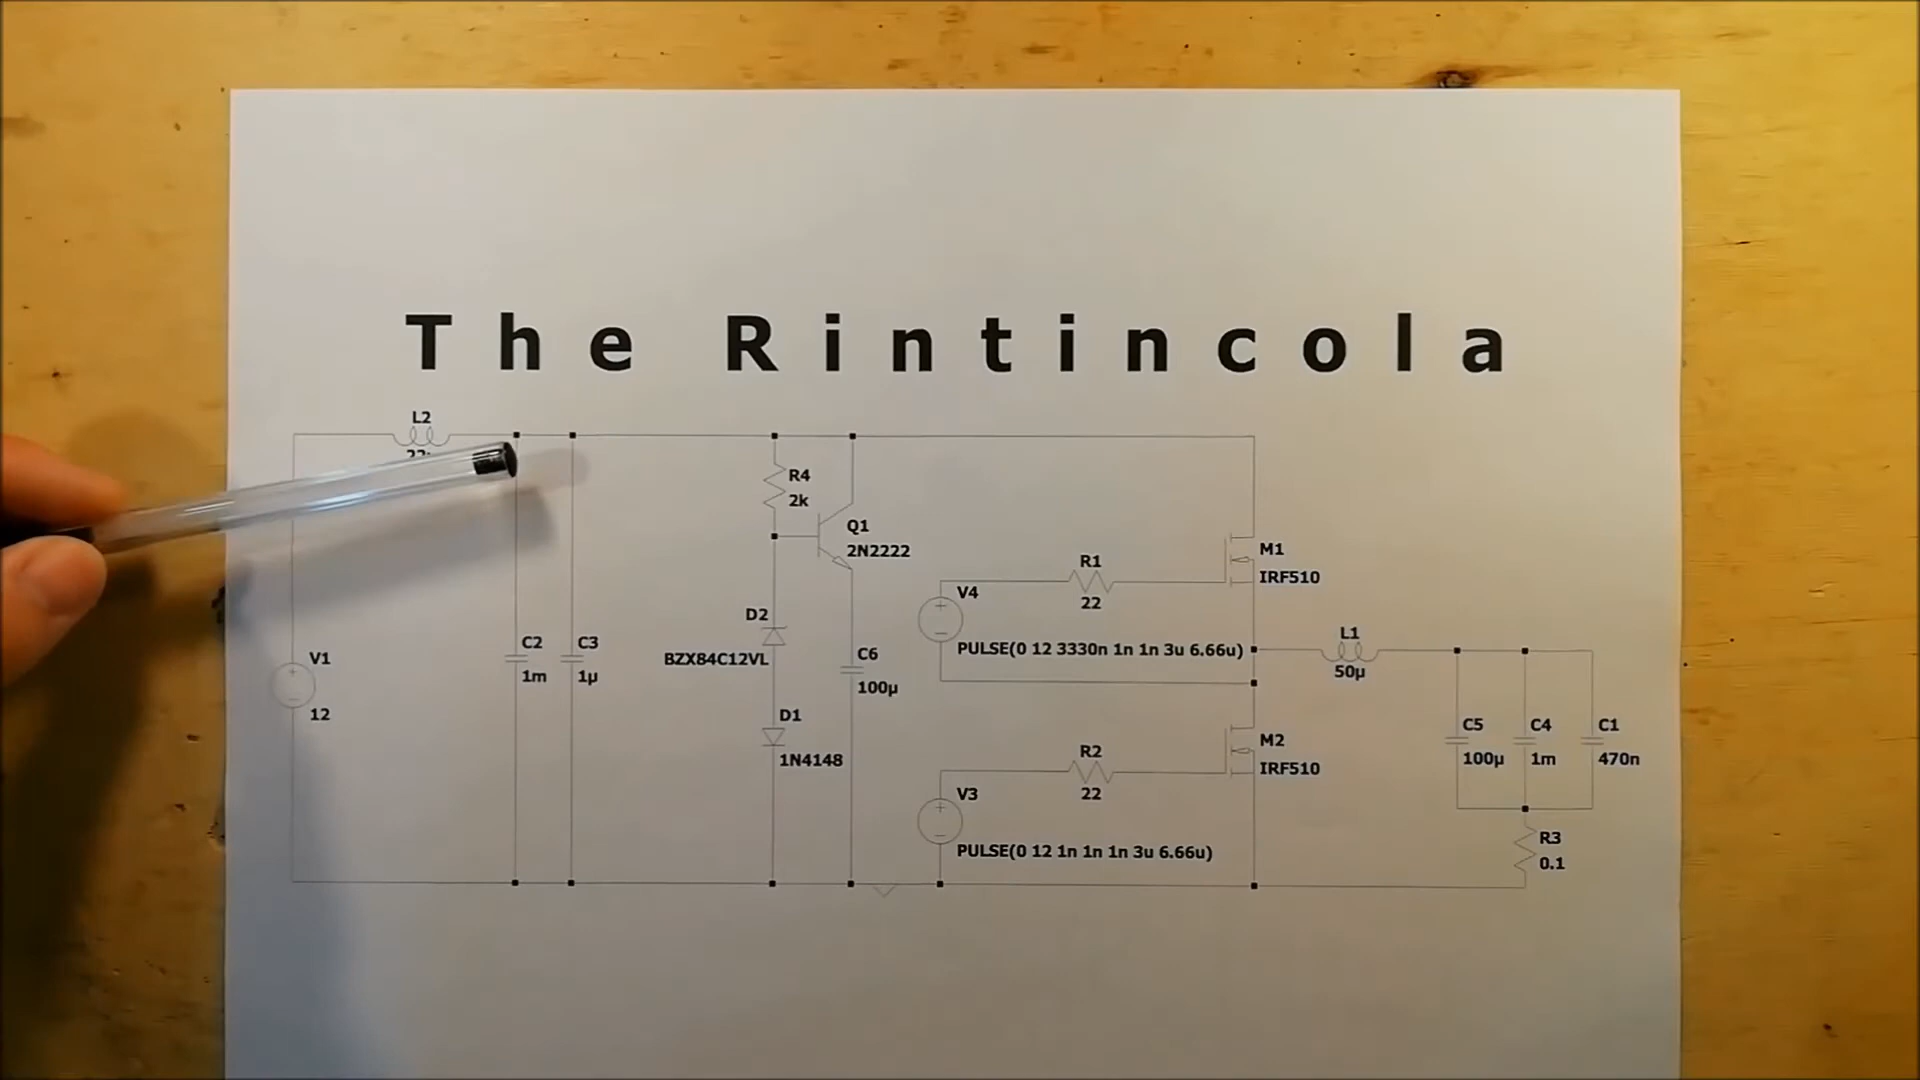 The Rintincola
L2
R4
2k
Q1
2N2222
M1
IRF510
R1
22
V4
D2
BZX84C12VL
C2
1m
C3
1µ
C6
100µ
PULSE(0 12 3330n 1n 1n 3u 6.66u)
L1
50µ
V1
12
D1
1N4148
R2
22
M2
IRF510
V3
PULSE(0 12 1n 1n 1n 3u 6.66u)
C5
100µ
C4
1m
C1
470n
R3
0.1